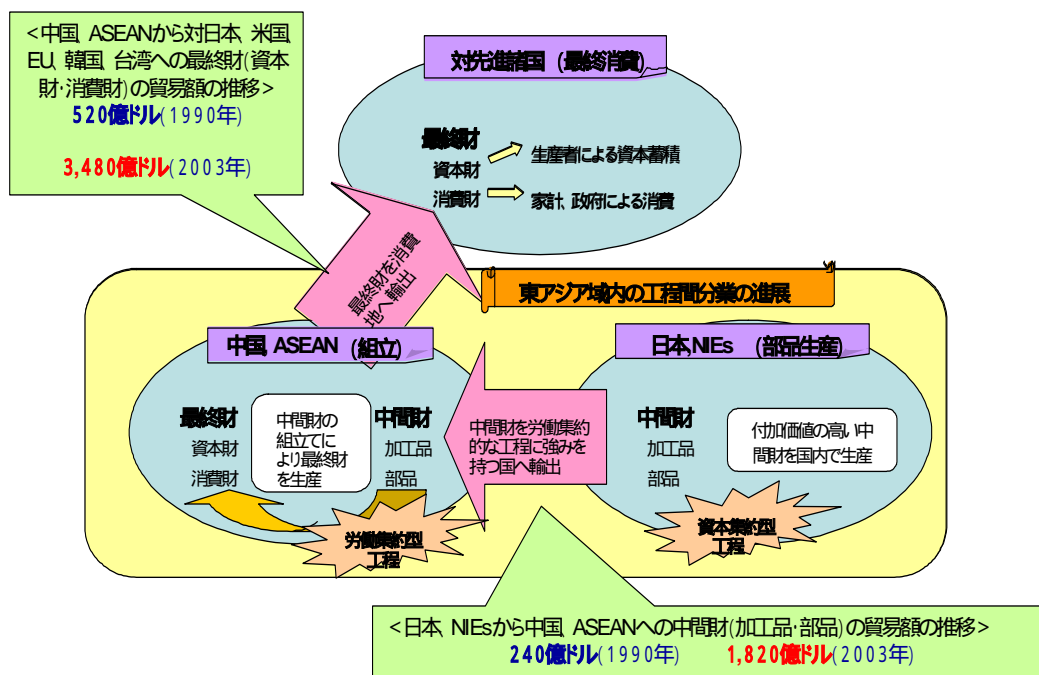 <中国, ASEANから対日本, 米国,
EU, 韓国, 台湾への最終財(資本
財・消費財)の貿易額の推移>
520億ドル(1990年)
3,480億ドル(2003年)
対先進諸国 (最終消費)
最終財
資本財
生産者による資本蓄積
消費財
家計, 政府による消費
最終財を消費
地へ輸出
東アジア域内の工程間分業の進展
中国, ASEAN (組立)
最終財
資本財
消費財
中間財の
組立てに
より最終財
を生産
中間財
加工品
部品
労働集約型
工程
中間財を労働集約
的な工程に強みを
持つ国へ輸出
日本,NIEs (部品生産)
中間財
加工品
部品
付加価値の高い中
間財を国内で生産
資本集約型
工程
<日本, NIEsから中国, ASEANへの中間財(加工品・部品)の貿易額の推移>
240億ドル(1990年) 1,820億ドル(2003年)